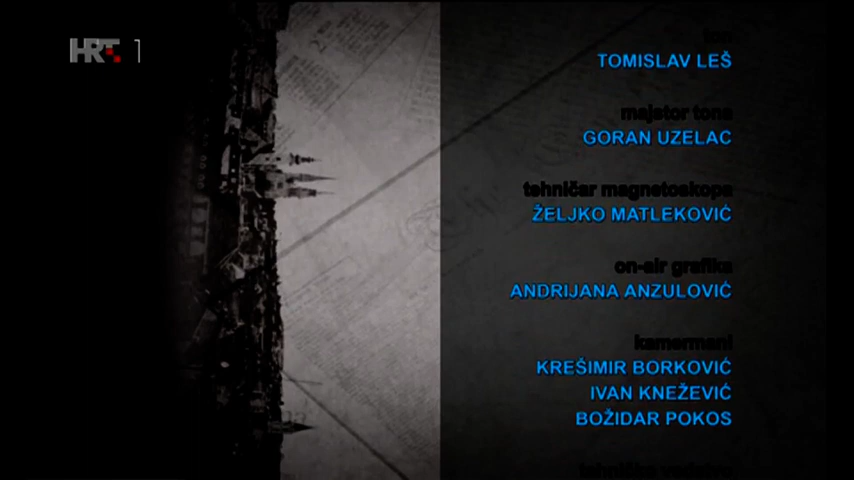 HRT 1
ton
TOMISLAV LEŠ
majstor tona
GORAN UZELAC
tehničar magnetoskopa
ŽELJKO MATLEKOVIĆ
on-air grafika
ANDRIJANA ANZULOVIĆ
kamermani
KREŠIMIR BORKOVIĆ
IVAN KNEŽEVIĆ
BOŽIDAR POKOS